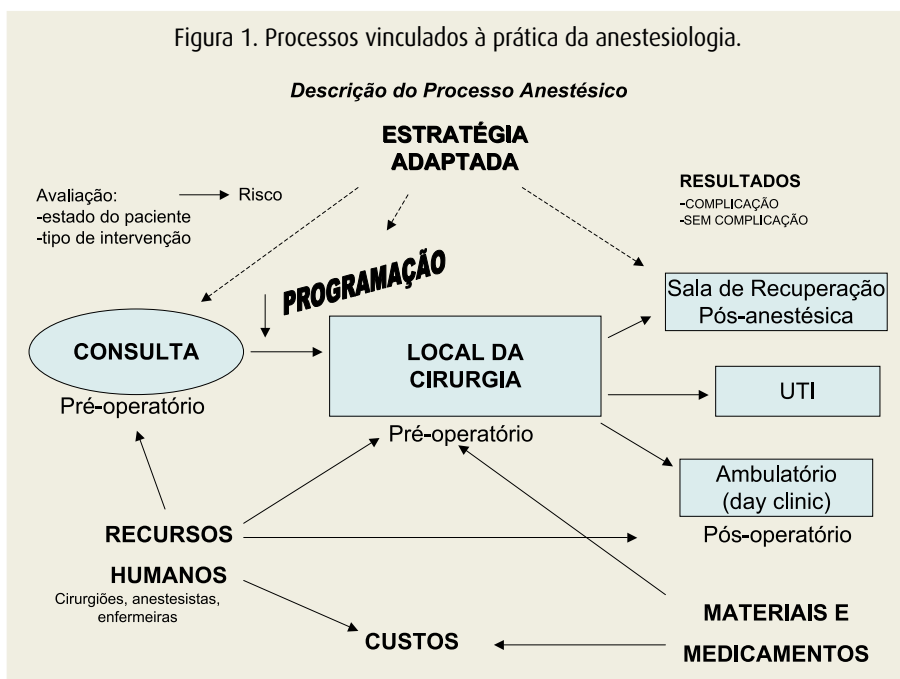 Figura 1. Processos vinculados à prática da anestesiologia.
Descrição do Processo Anestésico
ESTRATÉGIA
ADAPTADA
Avaliação:
-estado do paciente
-tipo de intervenção
Risco
RESULTADOS
-COMPLICAÇÃO
-SEM COMPLICAÇÃO
PROGRAMAÇÃO
CONSULTA
Pré-operatório
LOCAL DA
CIRURGIA
Pré-operatório
Sala de Recuperação
Pós-anestésica
UTI
Ambulatório
(day clinic)
Pós-operatório
RECURSOS
HUMANOS
Cirurgiões, anestesistas,
enfermeiras
CUSTOS
MATERIAIS E
MEDICAMENTOS